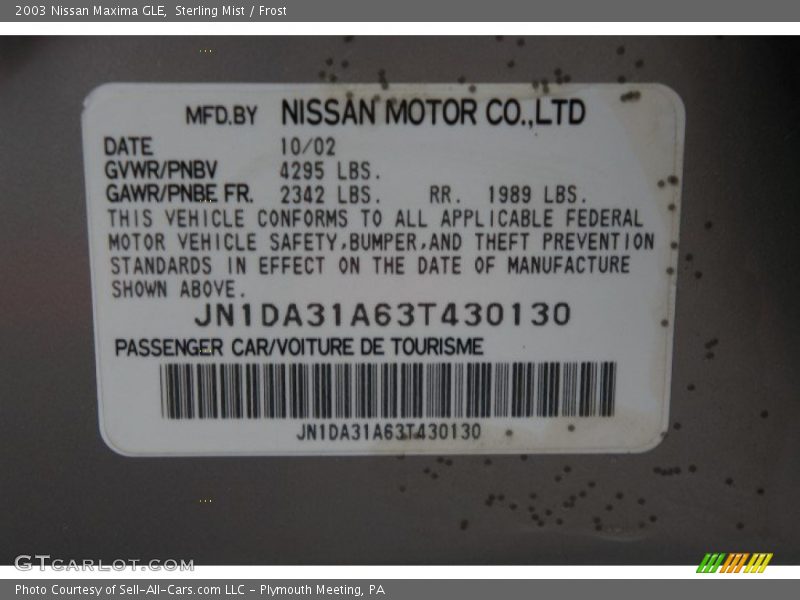 2003 Nissan Maxima GLE, Sterling Mist / Frost
MFD.BY NISSAN MOTOR CO.,LTD
DATE 10/02
GVWR/PNBV 4295 LBS.
GAWR/PNBE FR. 2342 LBS. RR. 1989 LBS.
THIS VEHICLE CONFORMS TO ALL APPLICABLE FEDERAL
MOTOR VEHICLE SAFETY,BUMPER,AND THEFT PREVENTION
STANDARDS IN EFFECT ON THE DATE OF MANUFACTURE
SHOWN ABOVE.
JN1DA31A63T430130
PASSENGER CAR/VOITURE DE TOURISME
JN1DA31A63T430130
GTCARLOT.COM
Photo Courtesy of Sell-All-Cars.com LLC - Plymouth Meeting, PA